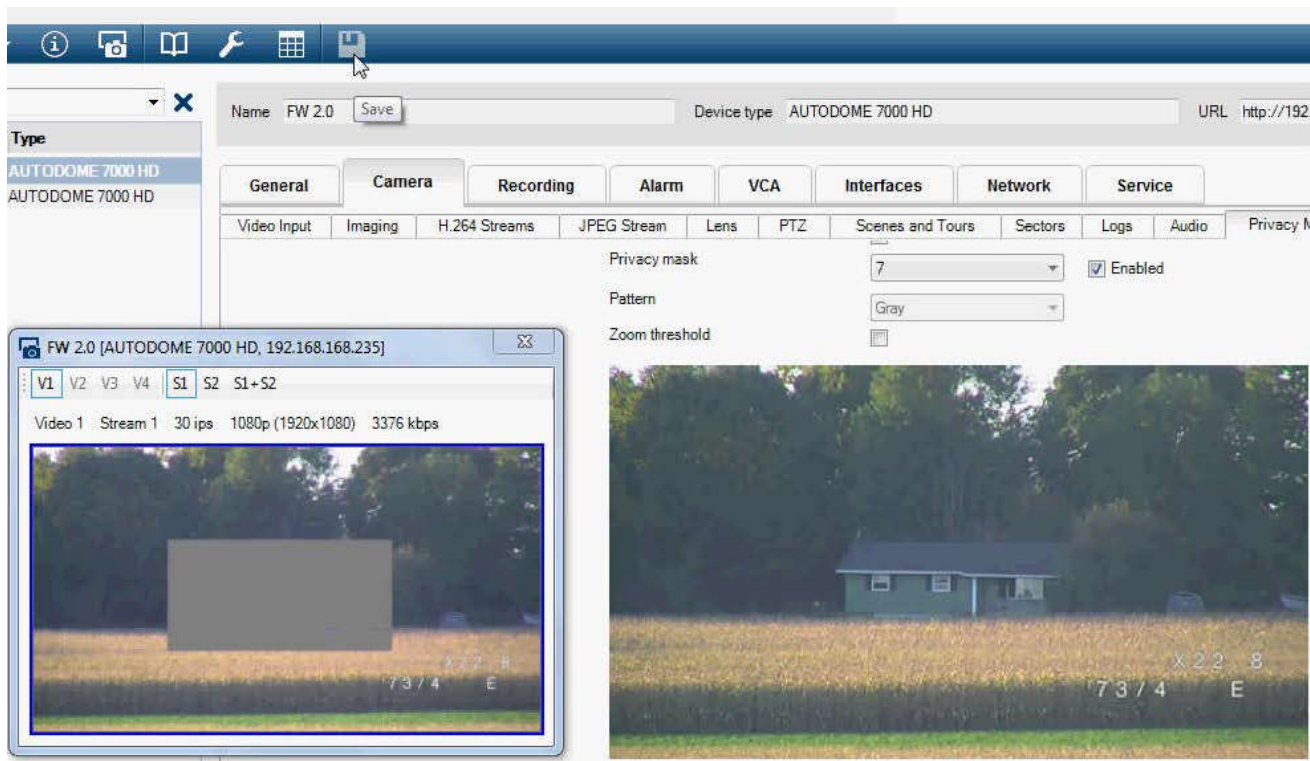 Save
Name FW 2.0 Device type AUTODOME 7000 HD URL http://192
Type
AUTODOME 7000 HD
AUTODOME 7000 HD
General Camera Recording Alarm VCA Interfaces Network Service
Video Input Imaging H.264 Streams JPEG Stream Lens PTZ Scenes and Tours Sectors Logs Audio Privacy M
Privacy mask 7 Enabled
Pattern Gray
Zoom threshold
FW 2.0 [AUTODOME 7000 HD, 192.168.168.235]
V1 V2 V3 V4 S1 S2 S1+S2
Video 1 Stream 1 30 ips 1080p (1920x1080) 3376 kbps
X22 8
73/4 E
X22 8
73/4 E